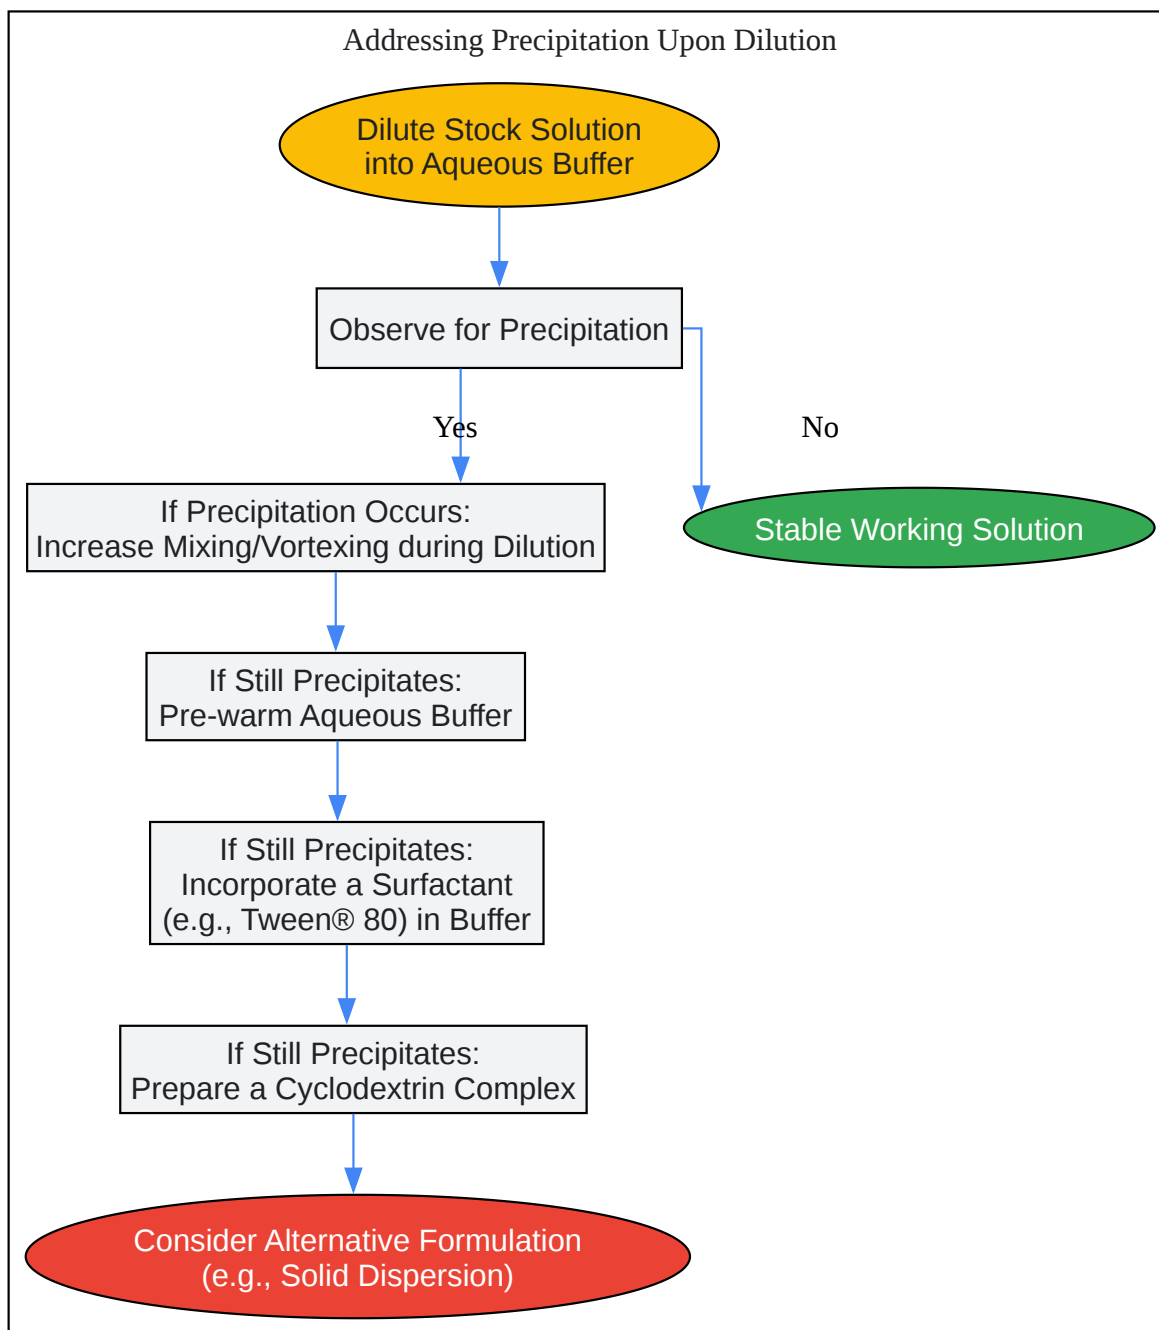 Addressing Precipitation Upon Dilution
Dilute Stock Solution
into Aqueous Buffer
Observe for Precipitation
Yes
No
If Precipitation Occurs:
Increase Mixing/Vortexing during Dilution
Stable Working Solution
If Still Precipitates:
Pre-warm Aqueous Buffer
If Still Precipitates:
Incorporate a Surfactant
(e.g., Tween® 80) in Buffer
If Still Precipitates:
Prepare a Cyclodextrin Complex
Consider Alternative Formulation
(e.g., Solid Dispersion)